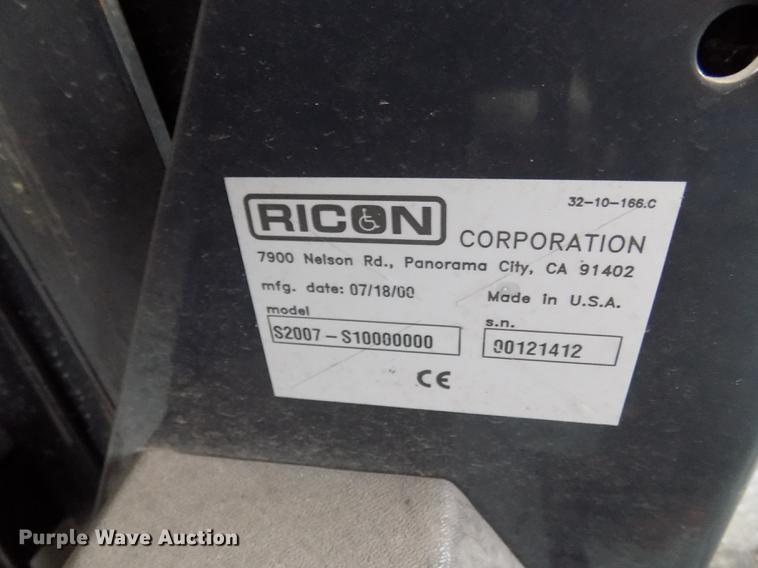 32-10-166.C
RICON CORPORATION
7900 Nelson Rd., Panorama City, CA 91402
mfg. date: 07/18/00 Made in U.S.A.
model s.n.
S2007-S10000000 00121412
CE
Purple Wave Auction